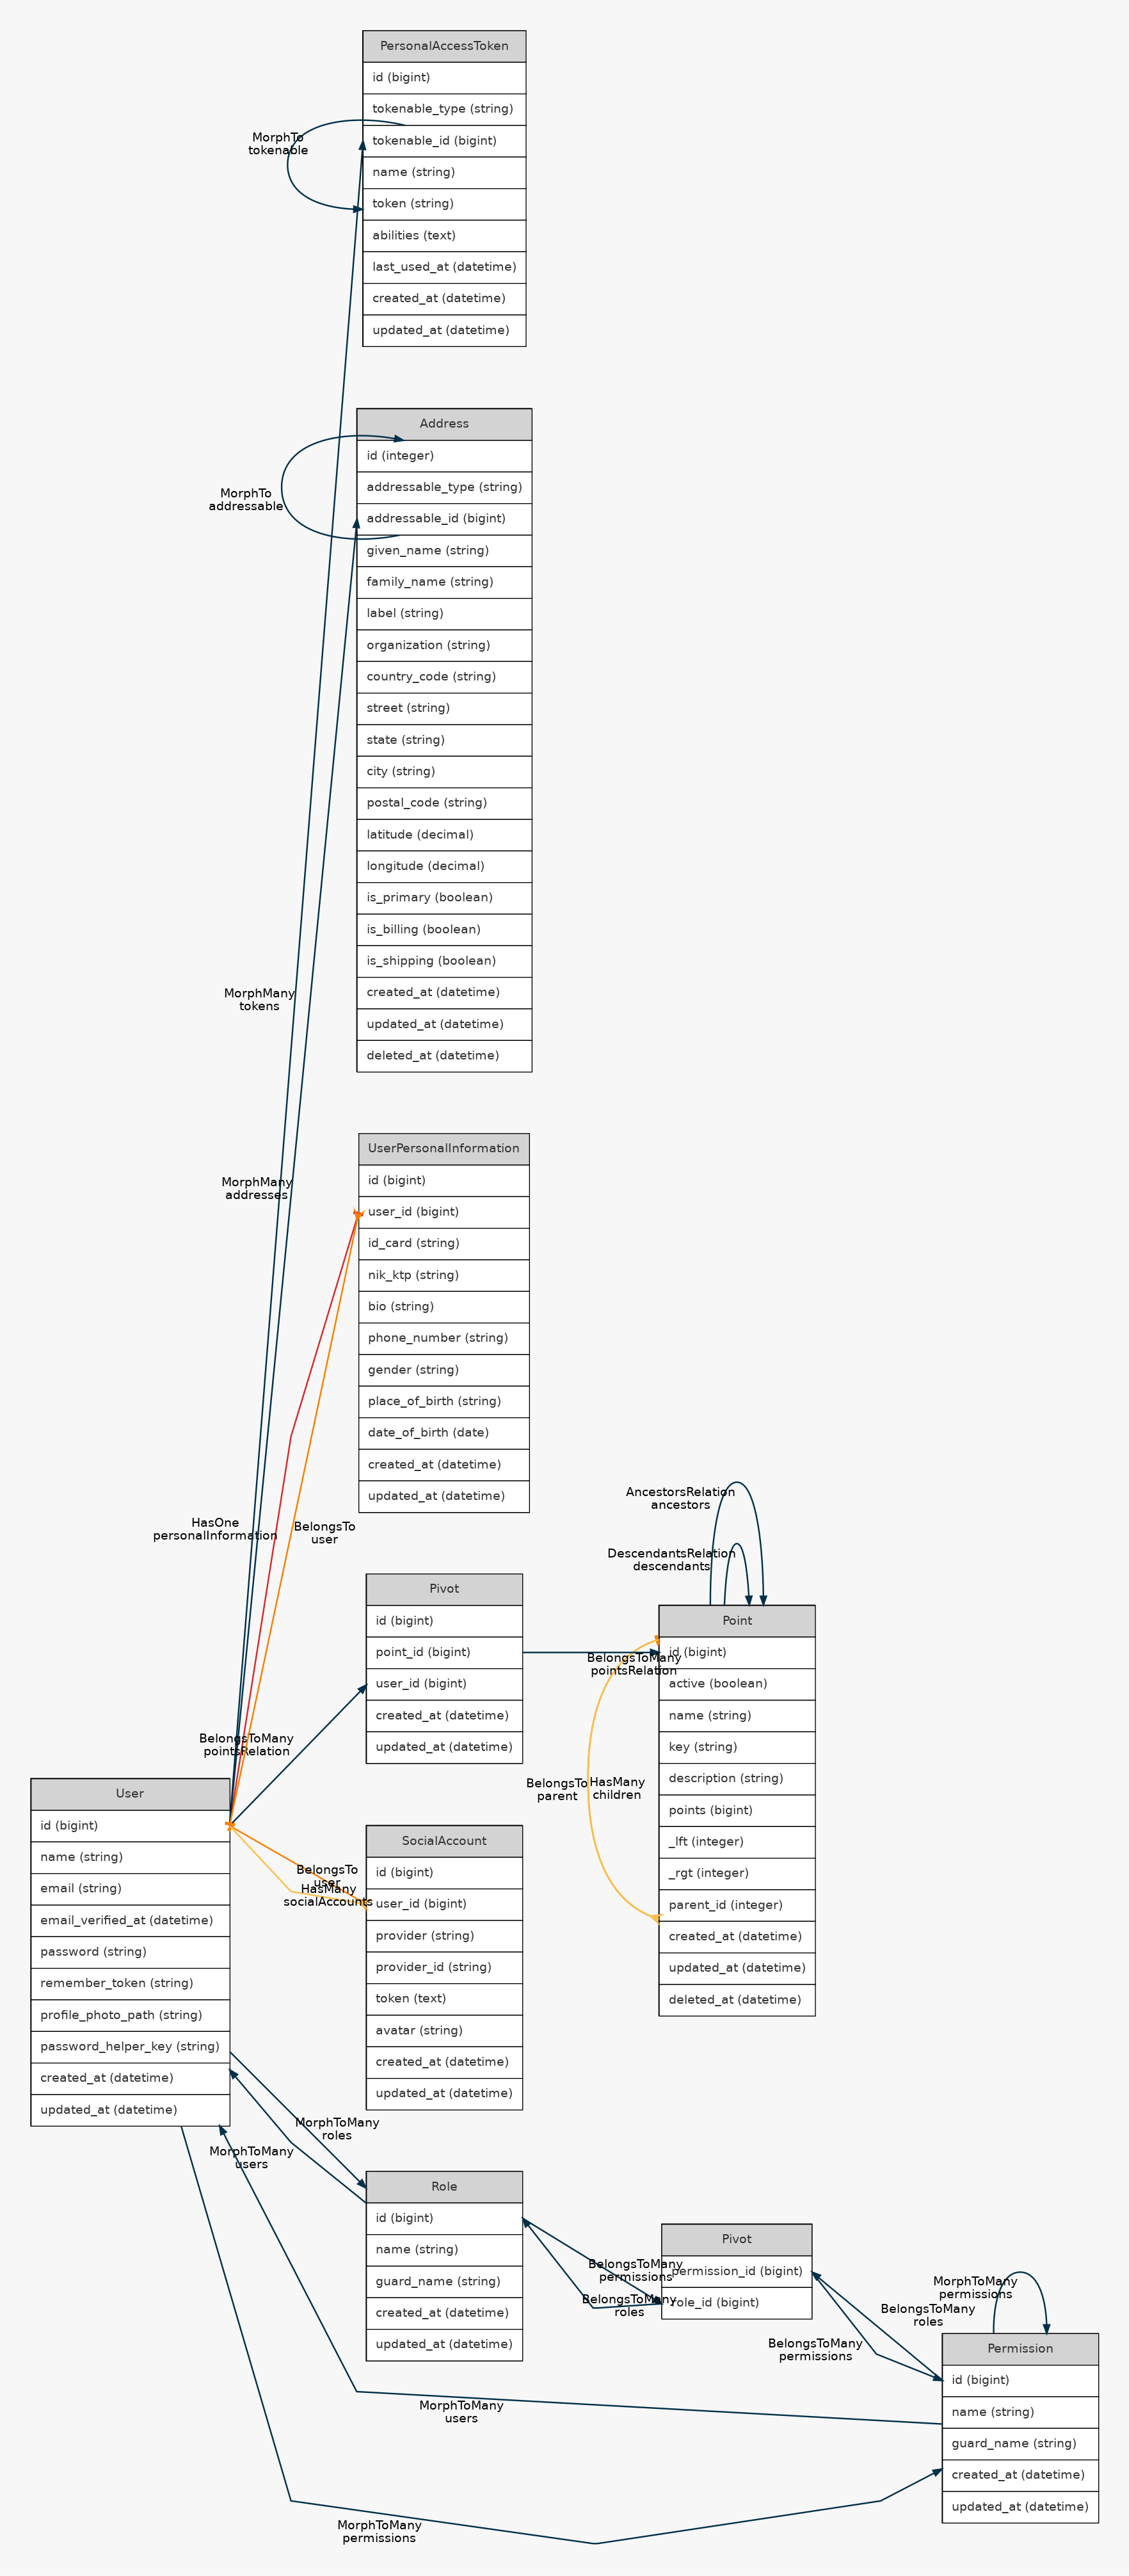 PersonalAccessToken
id (bigint)
tokenable_type (string)
tokenable_id (bigint)
name (string)
token (string)
abilities (text)
last_used_at (datetime)
created_at (datetime)
updated_at (datetime)
MorphTo
tokenable
Address
id (integer)
addressable_type (string)
addressable_id (bigint)
given_name (string)
family_name (string)
label (string)
organization (string)
country_code (string)
street (string)
state (string)
city (string)
postal_code (string)
latitude (decimal)
longitude (decimal)
is_primary (boolean)
is_billing (boolean)
is_shipping (boolean)
created_at (datetime)
updated_at (datetime)
deleted_at (datetime)
MorphTo
addressable
MorphMany
tokens
MorphMany
addresses
UserPersonalInformation
id (bigint)
user_id (bigint)
id_card (string)
nik_ktp (string)
bio (string)
phone_number (string)
gender (string)
place_of_birth (string)
date_of_birth (date)
created_at (datetime)
updated_at (datetime)
HasOne
personalInformation
BelongsTo
user
Pivot
id (bigint)
point_id (bigint)
user_id (bigint)
created_at (datetime)
updated_at (datetime)
BelongsToMany
pointsRelation
AncestorsRelation
ancestors
DescendantsRelation
descendants
Point
id (bigint)
active (boolean)
name (string)
key (string)
description (string)
points (bigint)
_lft (integer)
_rgt (integer)
parent_id (integer)
created_at (datetime)
updated_at (datetime)
deleted_at (datetime)
BelongsToMany
pointsRelation
BelongsTo
parent
HasMany
children
User
id (bigint)
name (string)
email (string)
email_verified_at (datetime)
password (string)
remember_token (string)
profile_photo_path (string)
password_helper_key (string)
created_at (datetime)
updated_at (datetime)
SocialAccount
id (bigint)
user_id (bigint)
provider (string)
provider_id (string)
token (text)
avatar (string)
created_at (datetime)
updated_at (datetime)
BelongsTo
user
HasMany
socialAccounts
MorphToMany
roles
MorphToMany
users
Role
id (bigint)
name (string)
guard_name (string)
created_at (datetime)
updated_at (datetime)
Pivot
permission_id (bigint)
role_id (bigint)
BelongsToMany
permissions
BelongsToMany
roles
MorphToMany
permissions
BelongsToMany
roles
BelongsToMany
permissions
Permission
id (bigint)
name (string)
guard_name (string)
created_at (datetime)
updated_at (datetime)
MorphToMany
users
MorphToMany
permissions